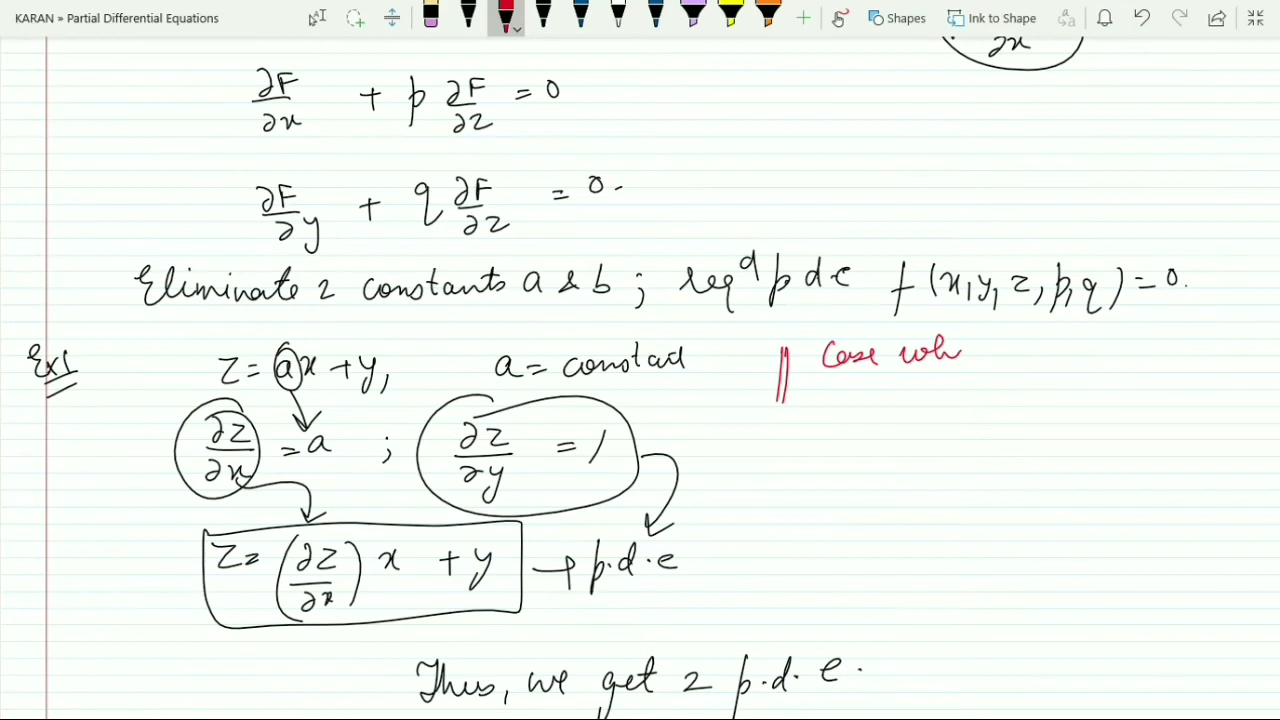 KARAN » Partial Differential Equations
Shapes
Ink to Shape
∂x
∂F/∂x + p ∂F/∂z = 0
∂F/∂y + q ∂F/∂z = 0.
Eliminate 2 constants a & b ; req^d p d e f(x, y, z, p, q) = 0.
Ex1 z = ax + y, a = constant || Case wh
∂z/∂x = a ; ∂z/∂y = 1
z = (∂z/∂x) x + y → p.d.e
Thus, we get 2 p.d.e.